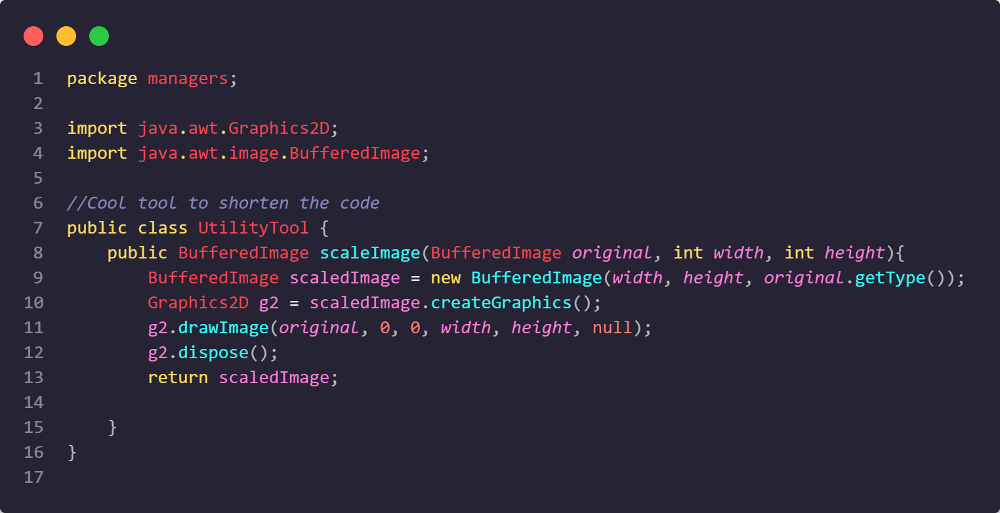 1 package managers;
2
3 import java.awt.Graphics2D;
4 import java.awt.image.BufferedImage;
5
6 //Cool tool to shorten the code
7 public class UtilityTool {
8     public BufferedImage scaleImage(BufferedImage original, int width, int height){
9         BufferedImage scaledImage = new BufferedImage(width, height, original.getType());
10         Graphics2D g2 = scaledImage.createGraphics();
11         g2.drawImage(original, 0, 0, width, height, null);
12         g2.dispose();
13         return scaledImage;
14
15     }
16 }
17